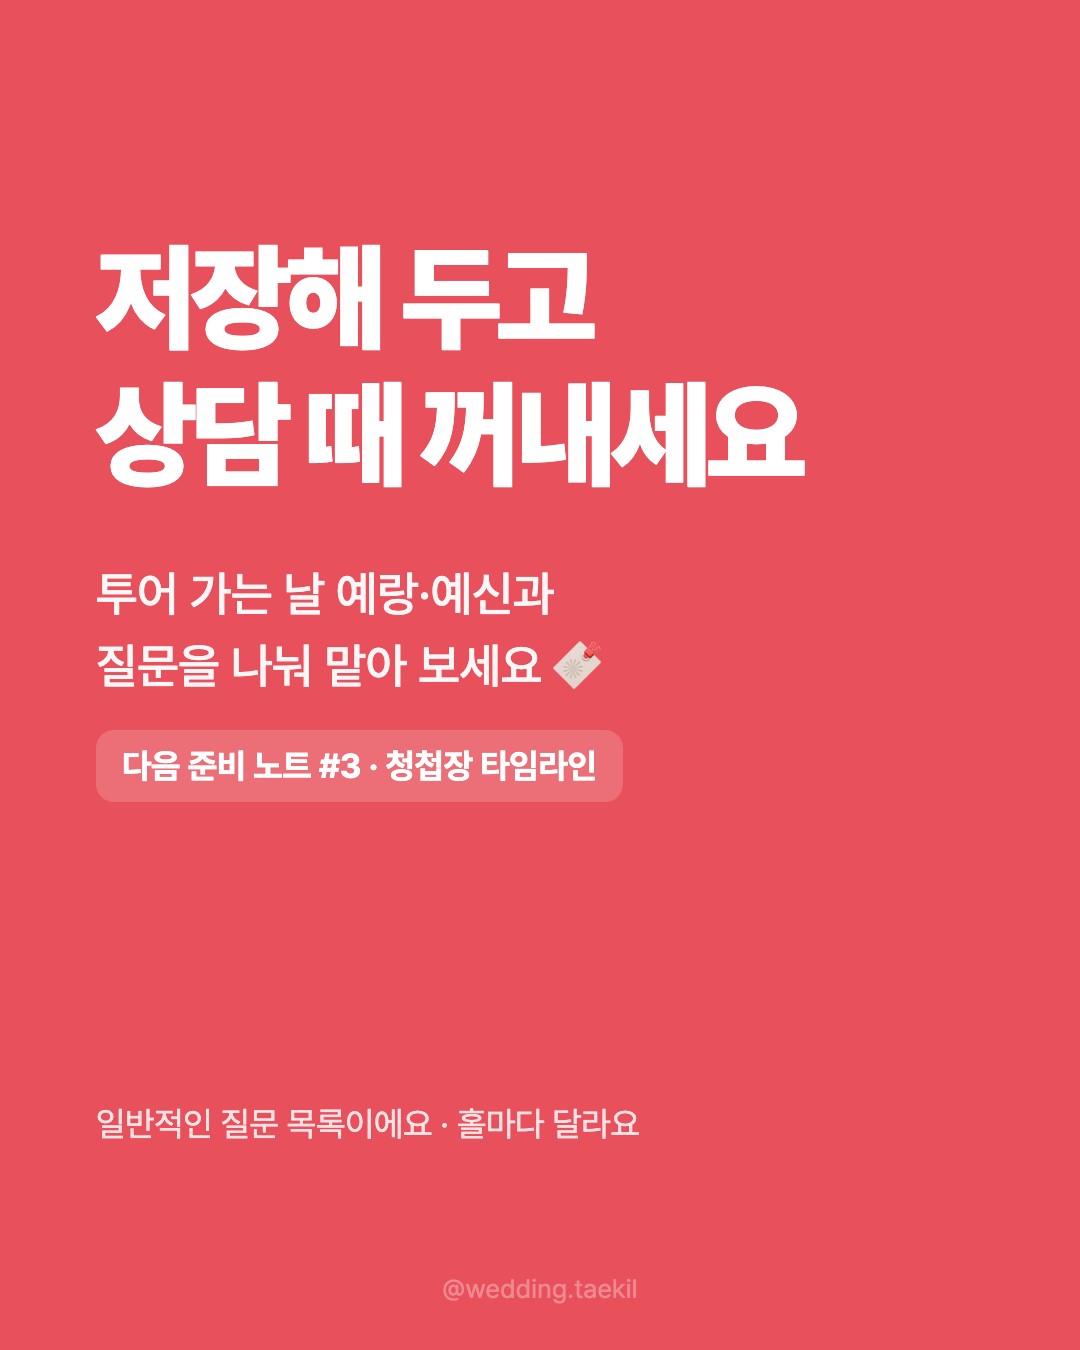 저장해 두고
상담 때 꺼내세요
투어 가는 날 예랑·예신과
질문을 나눠 맡아 보세요
다음 준비 노트 #3 · 청첩장 타임라인
일반적인 질문 목록이에요 · 홀마다 달라요
@wedding.taekil